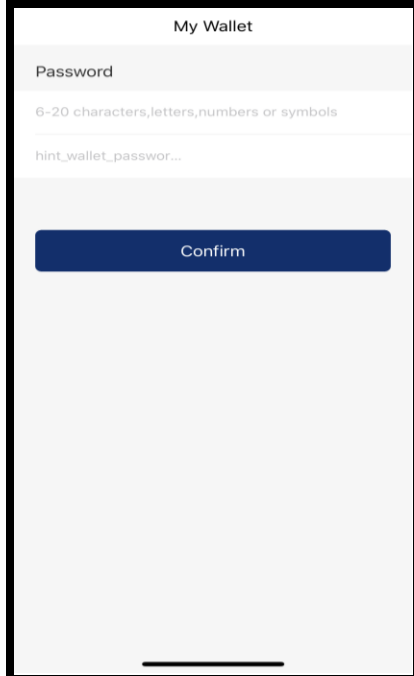 My Wallet
Password
6-20 characters,letters,numbers or symbols
hint_wallet_passwor...
Confirm